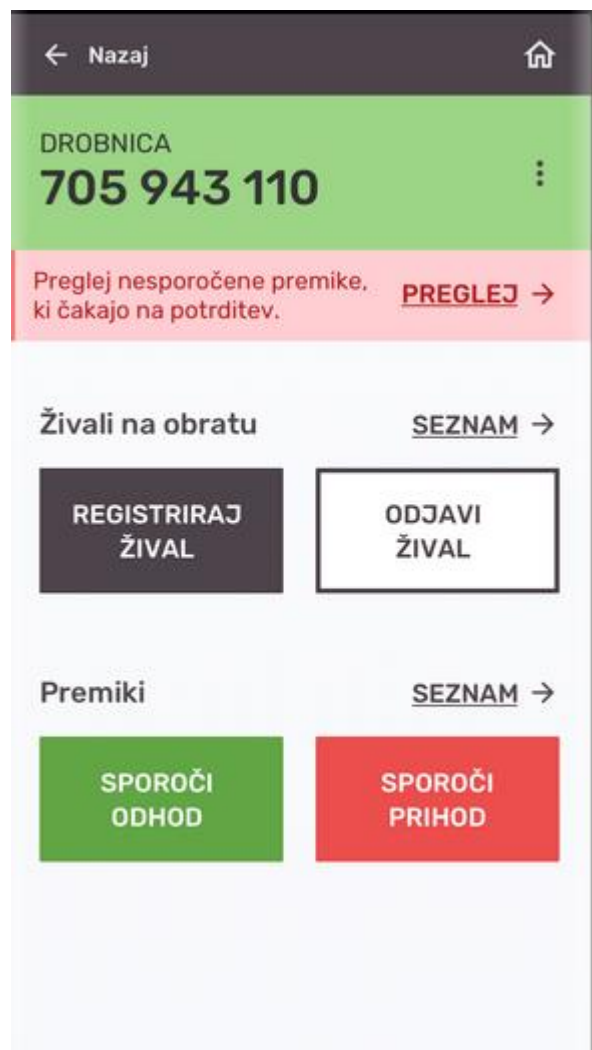 Nazaj
DROBNICA
705 943 110
Preglej nesporočene premike,
ki čakajo na potrditev.
PREGLEJ
Živali na obratu
SEZNAM
REGISTRIRAJ
ŽIVAL
ODJAVI
ŽIVAL
Premiki
SEZNAM
SPOROČI
ODHOD
SPOROČI
PRIHOD